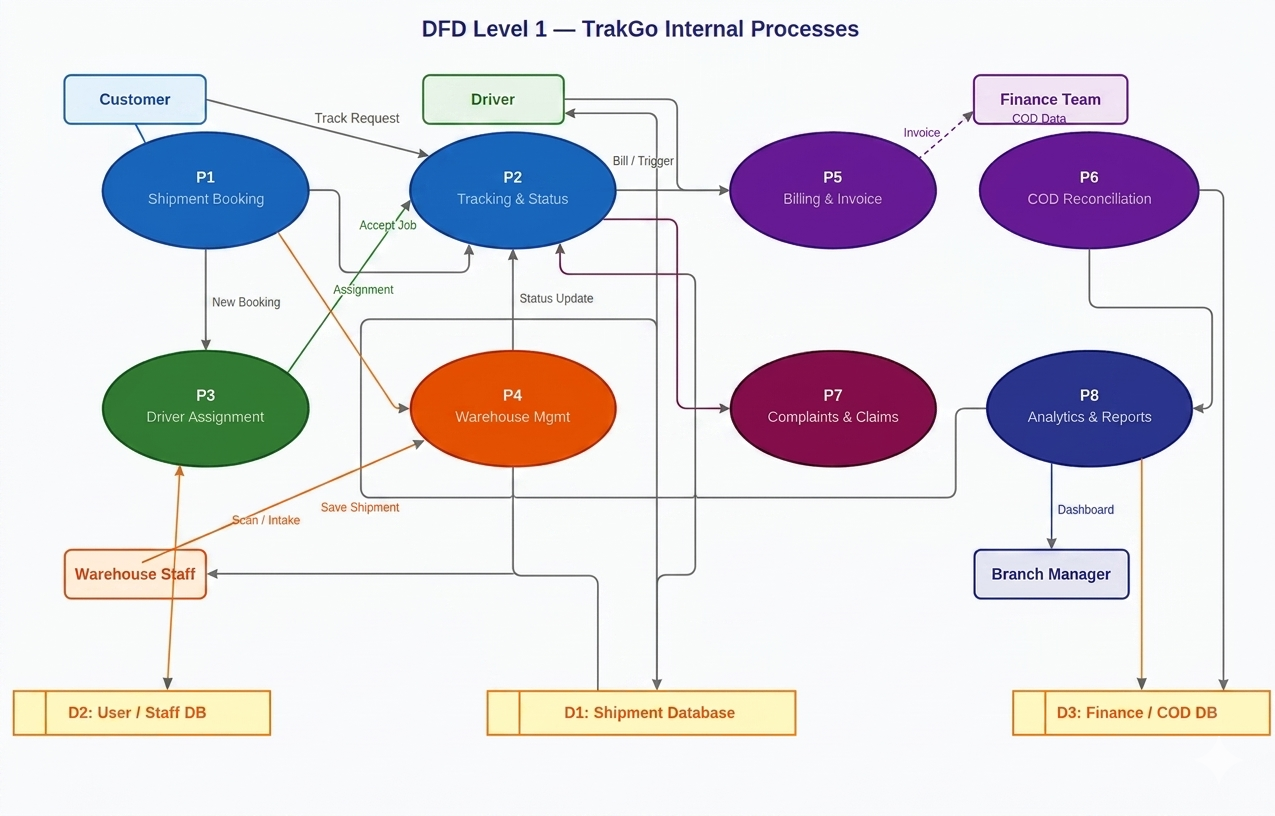 DFD Level 1 — TrakGo Internal Processes
Customer
Driver
Finance Team
COD Data
Track Request
Invoice
Bill / Trigger
P1
Shipment Booking
P2
Tracking & Status
P5
Billing & Invoice
P6
COD Reconciliation
Accept Job
Assignment
New Booking
Status Update
P3
Driver Assignment
P4
Warehouse Mgmt
P7
Complaints & Claims
P8
Analytics & Reports
Save Shipment
Scan / Intake
Dashboard
Warehouse Staff
Branch Manager
D2: User / Staff DB
D1: Shipment Database
D3: Finance / COD DB